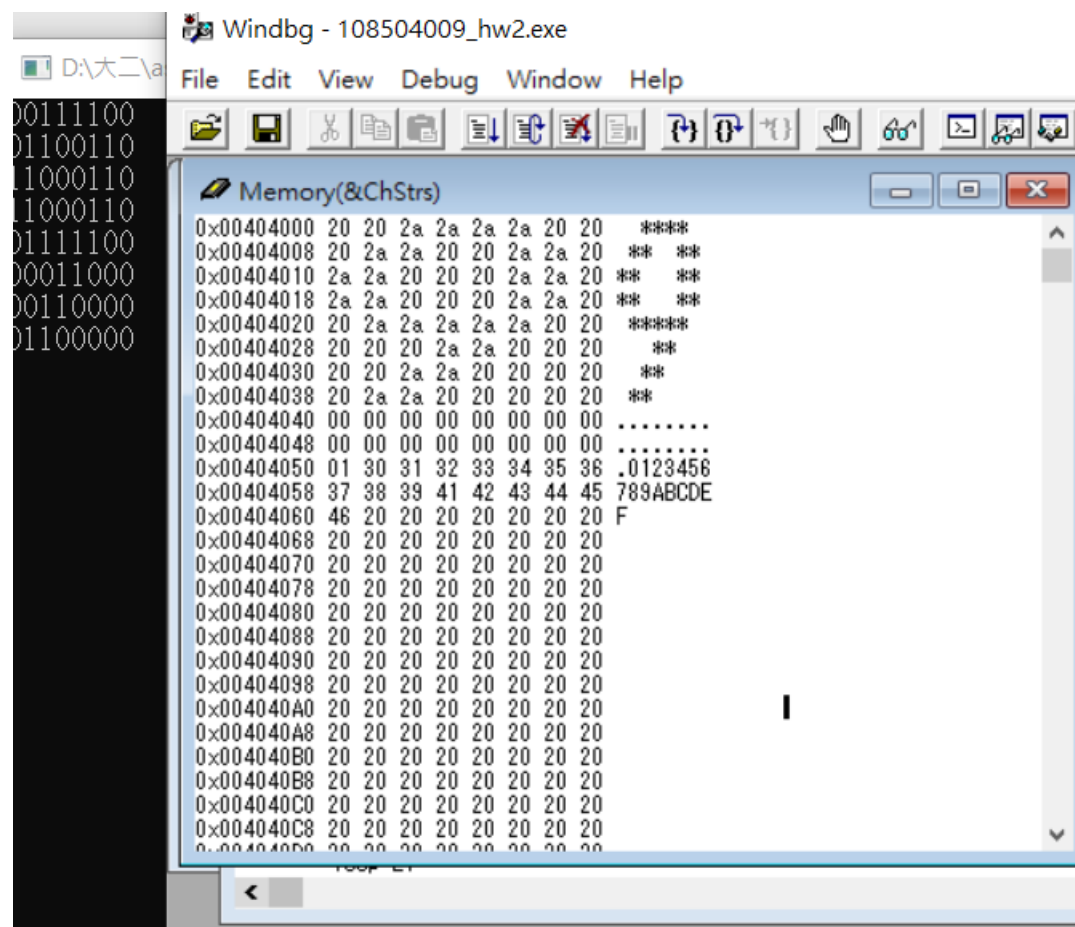 Windbg - 108504009_hw2.exe
D:\大二\a
File Edit View Debug Window Help
00111100
01100110
11000110
11000110
01111100
00011000
00110000
01100000
Memory(&ChStrs)
0x00404000 20 20 2a 2a 2a 2a 20 20   ****
0x00404008 20 2a 2a 20 20 2a 2a 20  **  **
0x00404010 2a 2a 20 20 20 2a 2a 20 **   **
0x00404018 2a 2a 20 20 20 2a 2a 20 **   **
0x00404020 20 2a 2a 2a 2a 2a 20 20  *****
0x00404028 20 20 20 2a 2a 20 20 20    **
0x00404030 20 20 2a 2a 20 20 20 20   **
0x00404038 20 2a 2a 20 20 20 20 20  **
0x00404040 00 00 00 00 00 00 00 00 ........
0x00404048 00 00 00 00 00 00 00 00 ........
0x00404050 01 30 31 32 33 34 35 36 .0123456
0x00404058 37 38 39 41 42 43 44 45 789ABCDE
0x00404060 46 20 20 20 20 20 20 20 F
0x00404068 20 20 20 20 20 20 20 20
0x00404070 20 20 20 20 20 20 20 20
0x00404078 20 20 20 20 20 20 20 20
0x00404080 20 20 20 20 20 20 20 20
0x00404088 20 20 20 20 20 20 20 20
0x00404090 20 20 20 20 20 20 20 20
0x00404098 20 20 20 20 20 20 20 20
0x004040A0 20 20 20 20 20 20 20 20
0x004040A8 20 20 20 20 20 20 20 20
0x004040B0 20 20 20 20 20 20 20 20
0x004040B8 20 20 20 20 20 20 20 20
0x004040C0 20 20 20 20 20 20 20 20
0x004040C8 20 20 20 20 20 20 20 20